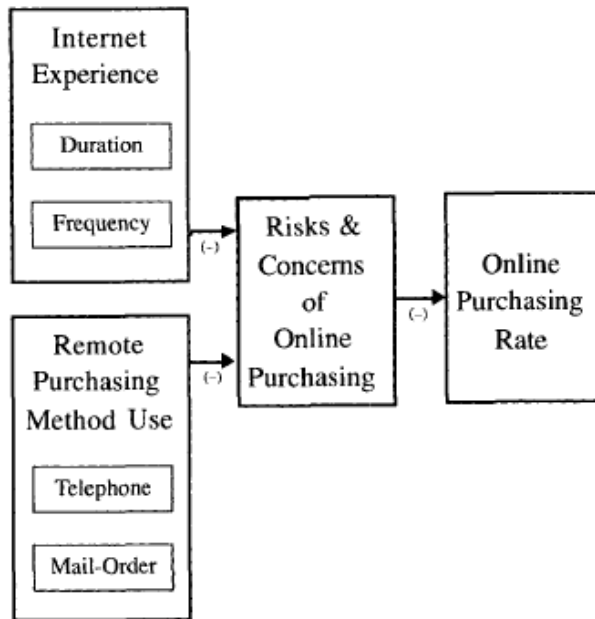 Internet
Experience
Duration
Frequency
(–)
Remote
Purchasing
Method Use
Telephone
Mail-Order
(–)
Risks &
Concerns
of
Online
Purchasing
(–)
Online
Purchasing
Rate